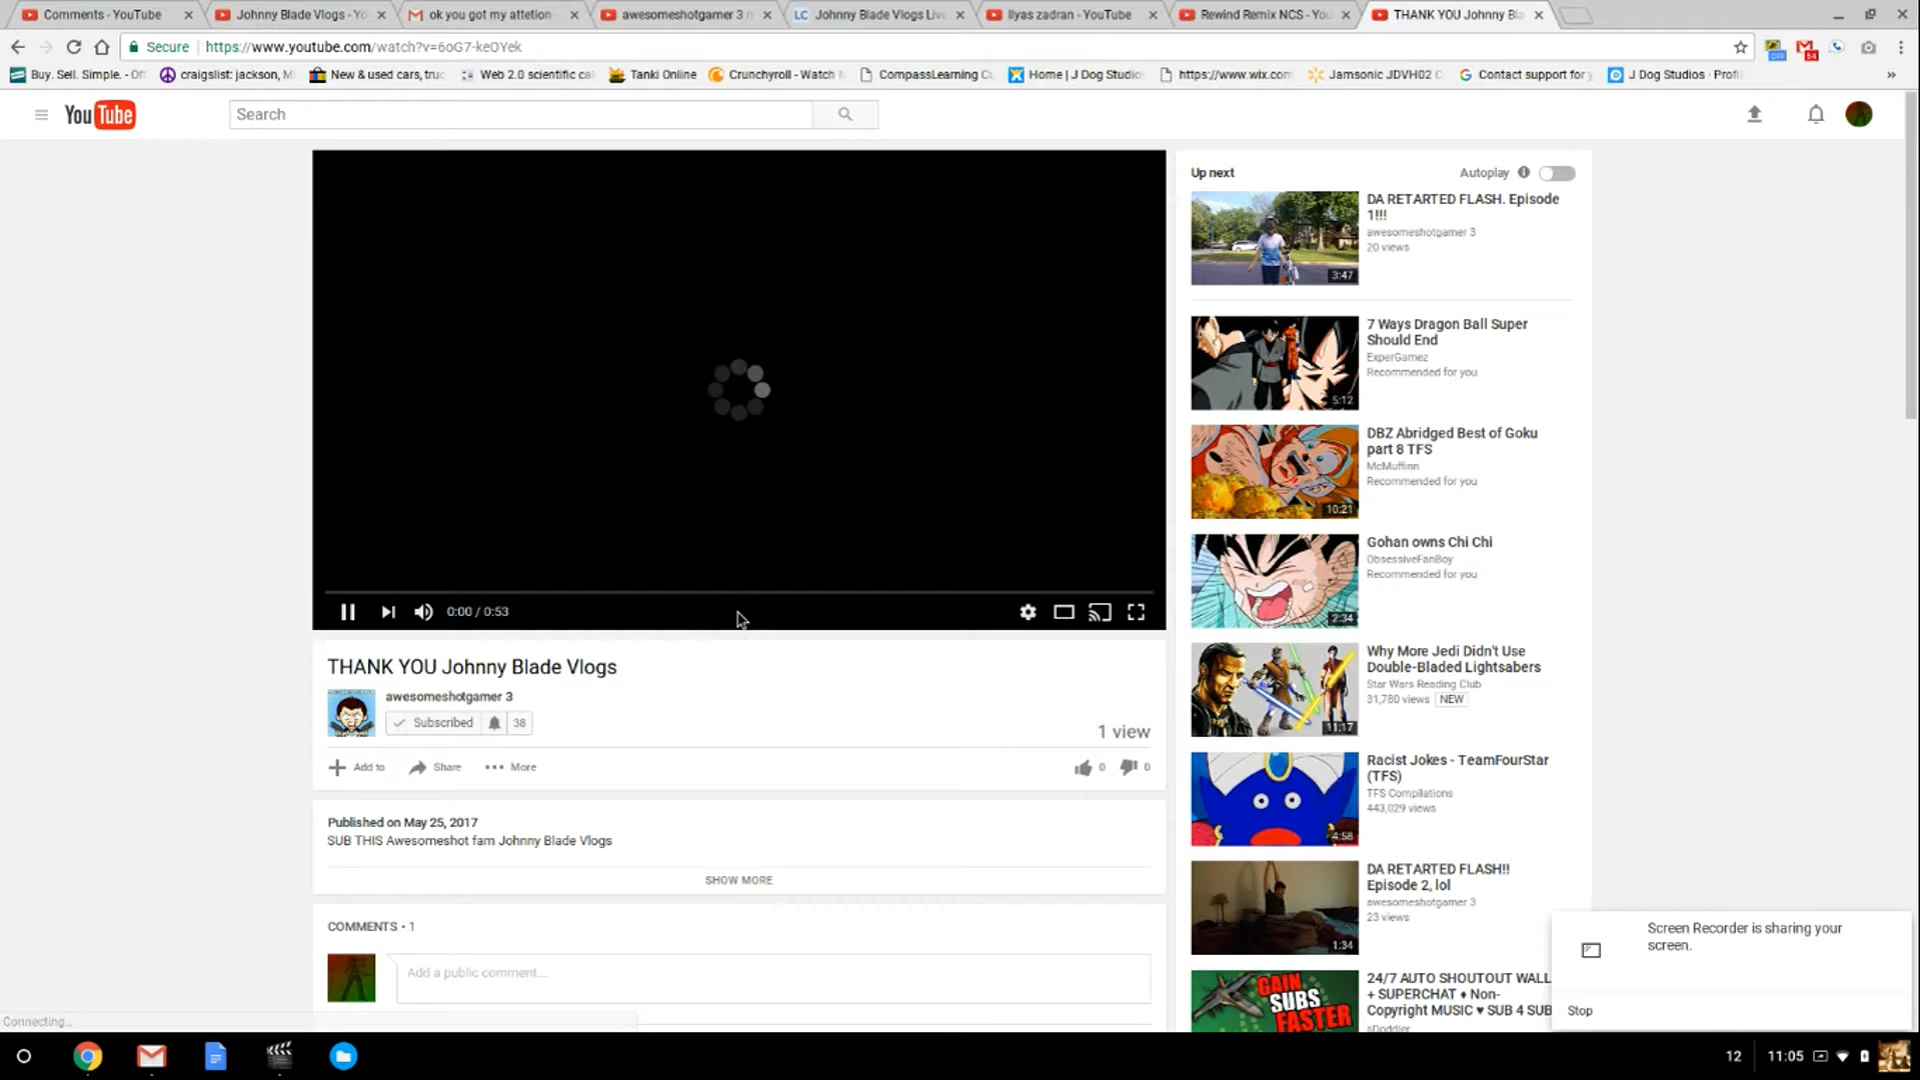 Comments - YouTube
Johnny Blade Vlogs - Yo
ok you got my attetion
awesomeshotgamer 3
Johnny Blade Vlogs Live
Ilyas zadran - YouTube
Rewind Remix NCS - You
THANK YOU Johnny Bla
Secure
https://www.youtube.com/watch?v=6oG7-keOYek
OFF
54
Buy. Sell. Simple. - Of
craigslist: jackson, M
New & used cars, truc
Web 2.0 scientific cal
Tanki Online
Crunchyroll - Watch
CompassLearning
Home | J Dog Studio
https://www.wix.com
Jamsonic JDVH02
Contact support for
J Dog Studios - Profi
»
YouTube
Search
Up next
Autoplay
DA RETARTED FLASH. Episode
1!!!
awesomeshotgamer 3
20 views
3:47
7 Ways Dragon Ball Super
Should End
ExperGamez
Recommended for you
5:12
DBZ Abridged Best of Goku
part 8 TFS
McMuffinn
Recommended for you
10:21
Gohan owns Chi Chi
ObsessiveFanBoy
Recommended for you
2:34
0:00 / 0:53
Why More Jedi Didn't Use
Double-Bladed Lightsabers
Star Wars Reading Club
31,780 views NEW
11:17
THANK YOU Johnny Blade Vlogs
awesomeshotgamer 3
Subscribed
38
1 view
Add to
Share
More
0
0
Racist Jokes - TeamFourStar
(TFS)
TFS Compilations
443,029 views
4:58
Published on May 25, 2017
SUB THIS Awesomeshot fam Johnny Blade Vlogs
SHOW MORE
DA RETARTED FLASH!!
Episode 2, lol
awesomeshotgamer 3
23 views
1:34
COMMENTS • 1
Add a public comment...
24/7 AUTO SHOUTOUT WALL
+ SUPERCHAT ♦ Non-
Copyright MUSIC ♥ SUB 4 SUB
GAIN
SUBS
FASTER
Screen Recorder is sharing your
screen.
Stop
Connecting...
12
11:05